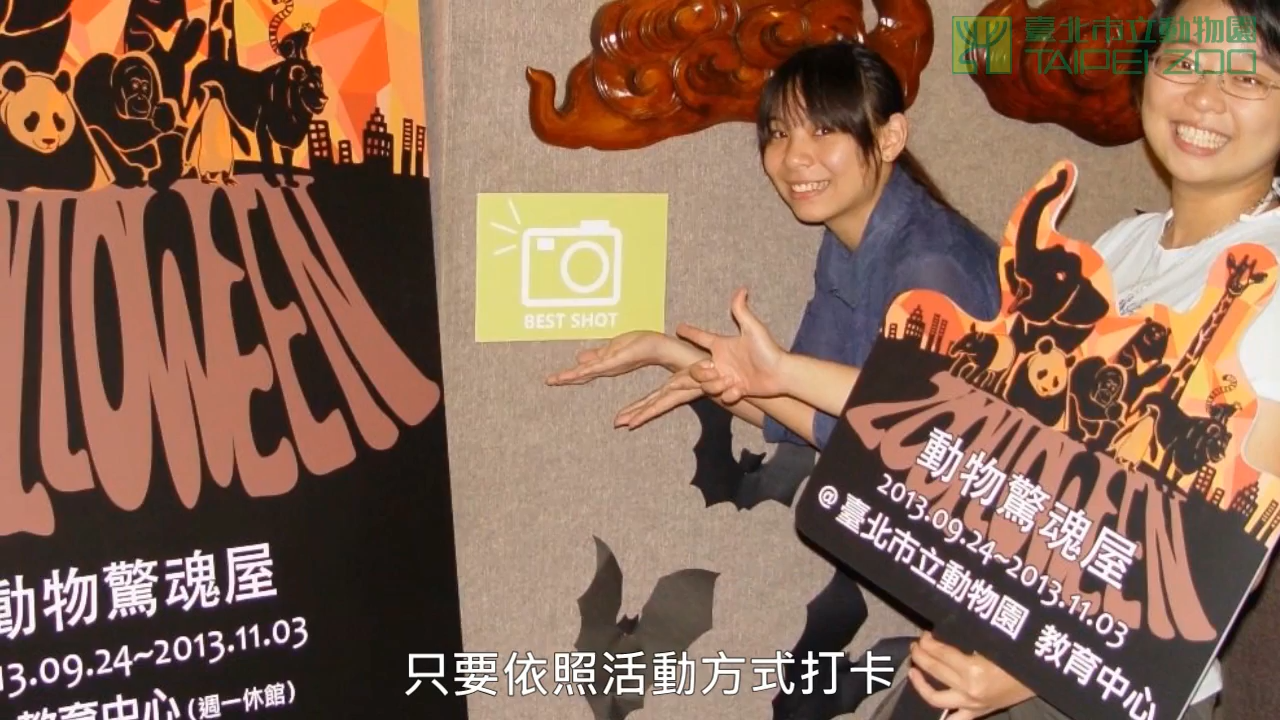 臺北市立動物園
TAIPEI ZOO
LLOWEEN
動物驚魂屋
13.09.24~2013.11.03
教育中心(週一休館)
BEST SHOT
ZOOLLOWEEN
動物驚魂屋
2013.09.24~2013.11.03
@臺北市立動物園 教育中心
只要依照活動方式打卡